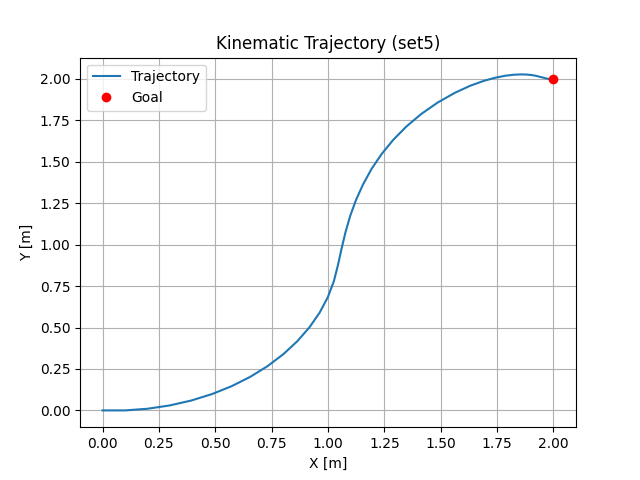 Kinematic Trajectory (set5)
Trajectory
Goal
2.00
1.75
1.50
1.25
1.00
0.75
0.50
0.25
0.00
Y [m]
0.00 0.25 0.50 0.75 1.00 1.25 1.50 1.75 2.00
X [m]